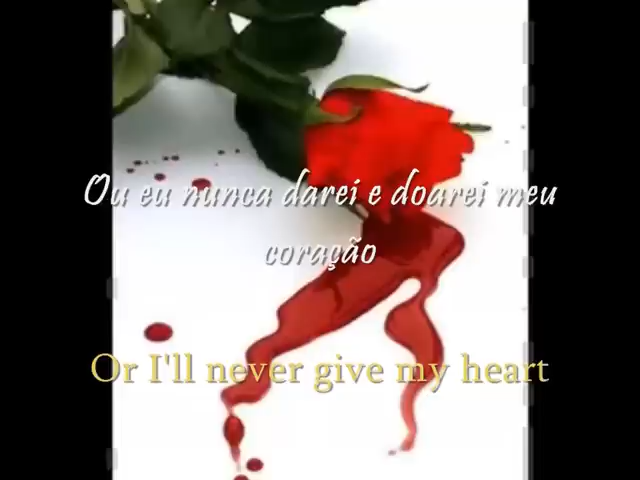 Ou eu nunca darei e doarei meu
coração
Or I'll never give my heart